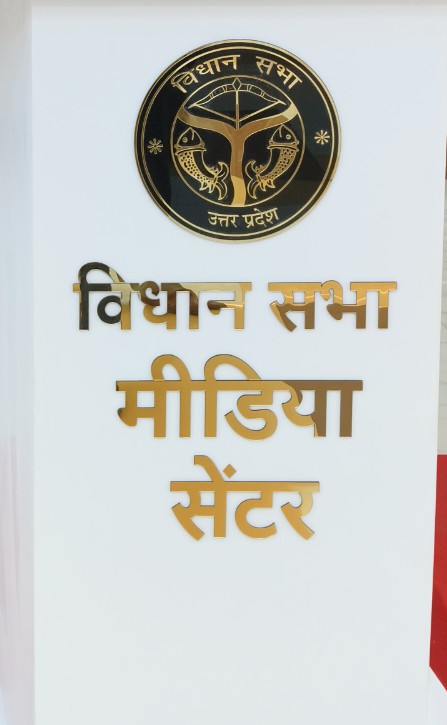 विधान सभा
उत्तर प्रदेश
विधान सभा
मीडिया
सेंटर